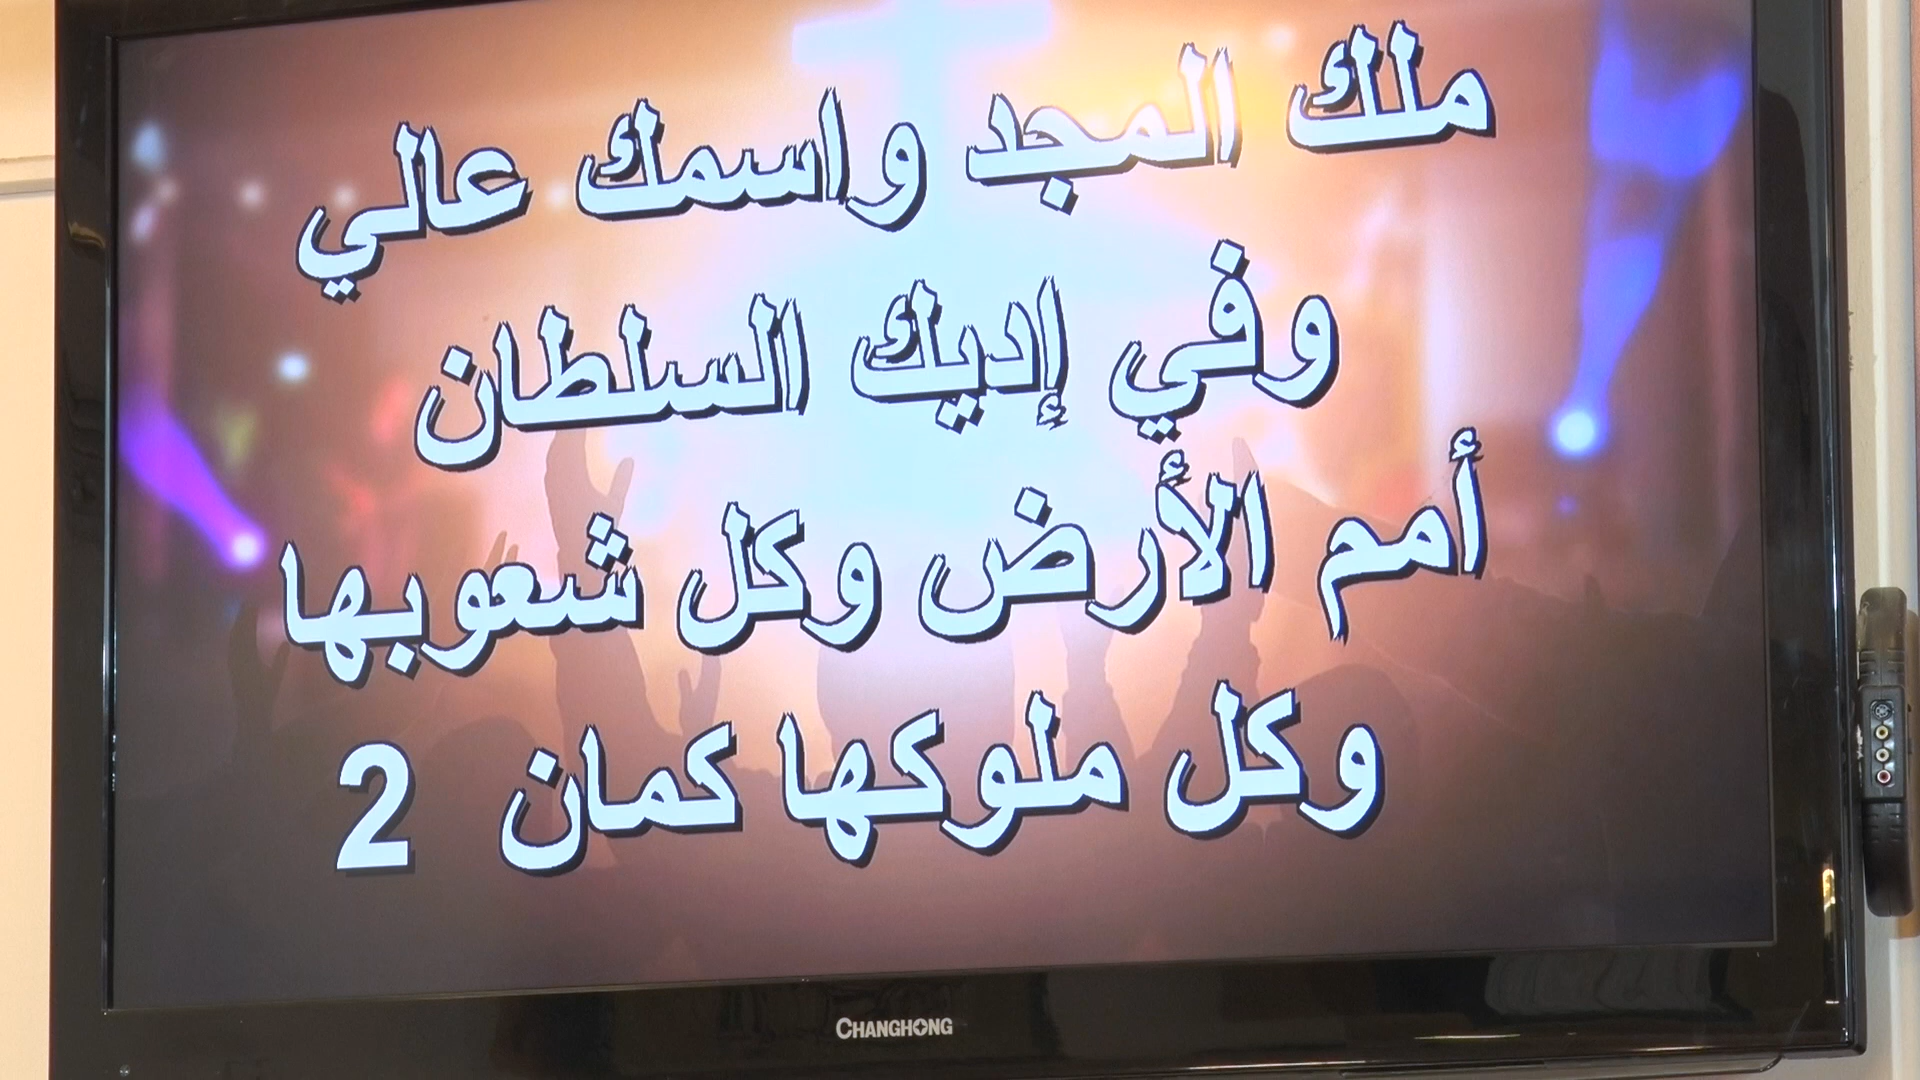 ملك المجد واسمك عالي
وفي إديك السلطان
أمم الأرض وكل شعوبها
وكل ملوكها كمان 2
CHANGHONG